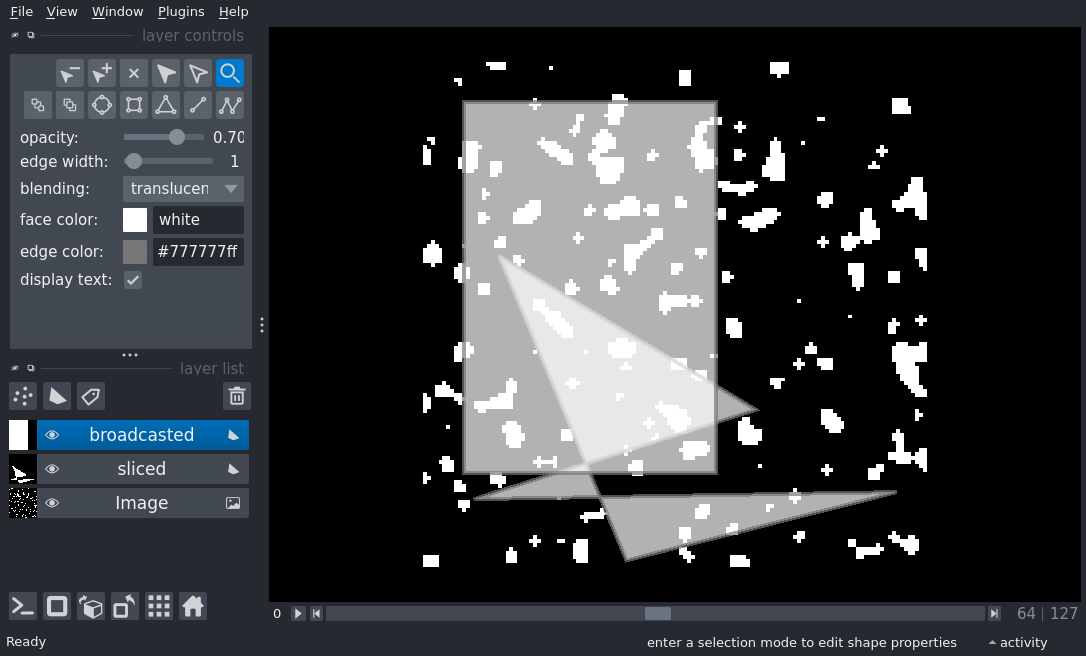 File View Window Plugins Help
layer controls
opacity: 0.70
edge width: 1
blending: translucen
face color: white
edge color: #777777ff
display text:
layer list
broadcasted
sliced
Image
0 64 127
Ready enter a selection mode to edit shape properties activity